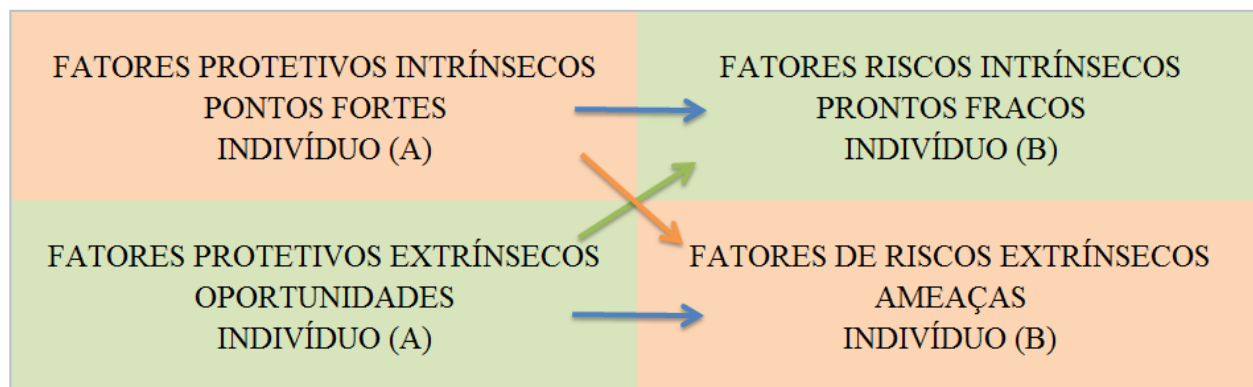 FATORES PROTETIVOS INTRÍNSECOS
PONTOS FORTES
INDIVÍDUO (A)
FATORES RISCOS INTRÍNSECOS
PRONTOS FRACOS
INDIVÍDUO (B)
FATORES PROTETIVOS EXTRÍNSECOS
OPORTUNIDADES
INDIVÍDUO (A)
FATORES DE RISCOS EXTRÍNSECOS
AMEAÇAS
INDIVÍDUO (B)